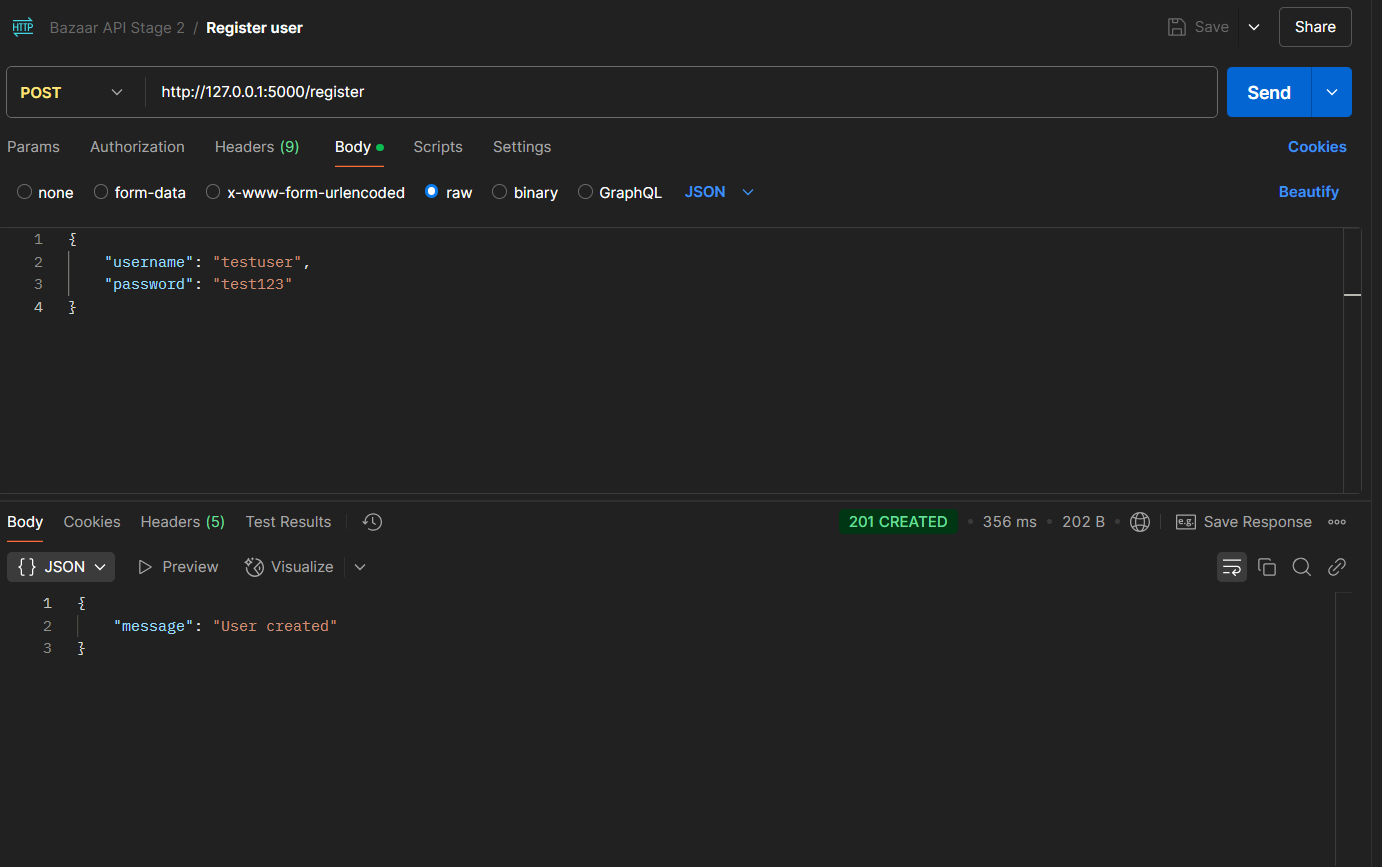 HTTP Bazaar API Stage 2 / Register user Save Share
POST http://127.0.0.1:5000/register Send
Params Authorization Headers (9) Body Scripts Settings Cookies
none form-data x-www-form-urlencoded raw binary GraphQL JSON Beautify
1 {
2 "username": "testuser",
3 "password": "test123"
4 }
Body Cookies Headers (5) Test Results 201 CREATED • 356 ms • 202 B • e.g. Save Response
{} JSON Preview Visualize
1 {
2 "message": "User created"
3 }